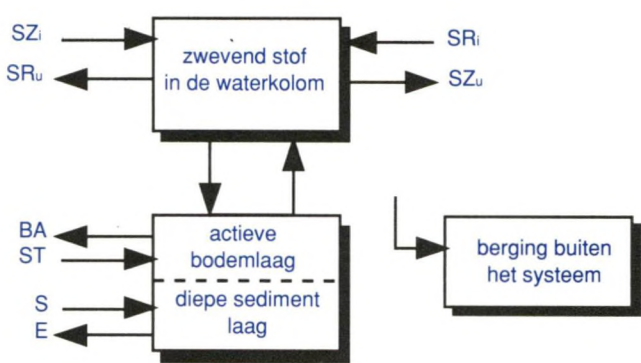 SZi
SRu
zwevend stof
in de waterkolom
SRi
SZu
BA
ST
S
E
actieve
bodemlaag
diepe sediment
laag
berging buiten
het systeem